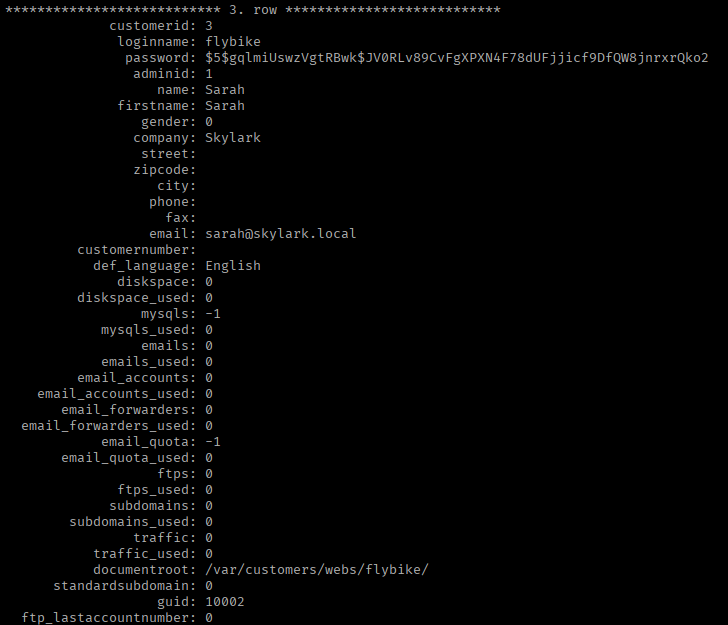 *************************** 3. row ***************************
customerid: 3
loginname: flybike
password: $5$gqlmiUswzVgtRBwk$JV0RLv89CvFgXPXN4F78dUFjjicf9DfQW8jnrxrQko2
adminid: 1
name: Sarah
firstname: Sarah
gender: 0
company: Skylark
street:
zipcode:
city:
phone:
fax:
email: sarah@skylark.local
customernumber:
def_language: English
diskspace: 0
diskspace_used: 0
mysqls: -1
mysqls_used: 0
emails: 0
emails_used: 0
email_accounts: 0
email_accounts_used: 0
email_forwarders: 0
email_forwarders_used: 0
email_quota: -1
email_quota_used: 0
ftps: 0
ftps_used: 0
subdomains: 0
subdomains_used: 0
traffic: 0
traffic_used: 0
documentroot: /var/customers/webs/flybike/
standardsubdomain: 0
guid: 10002
ftp_lastaccountnumber: 0